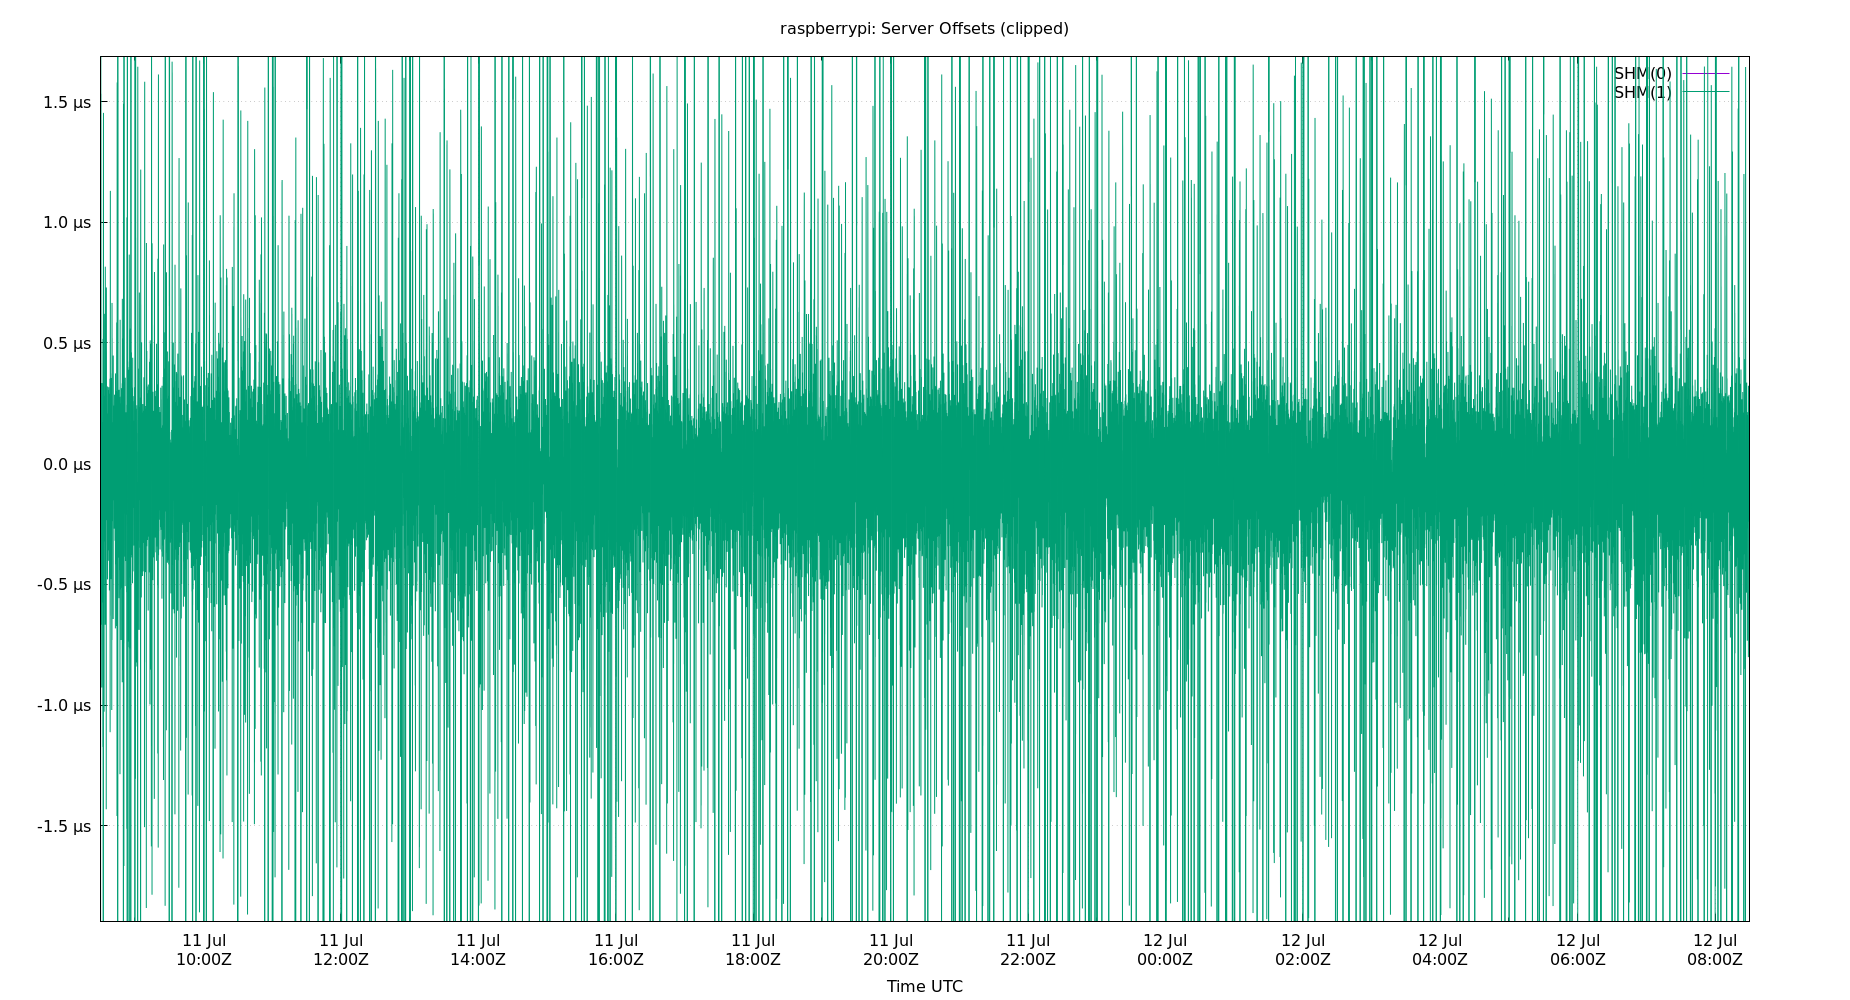 raspberrypi: Server Offsets (clipped)
SHM(0)
SHM(1)
1.5 µs
1.0 µs
0.5 µs
0.0 µs
-0.5 µs
-1.0 µs
-1.5 µs
11 Jul 11 Jul 11 Jul 11 Jul 11 Jul 11 Jul 11 Jul 12 Jul 12 Jul 12 Jul 12 Jul 12 Jul
10:00Z 12:00Z 14:00Z 16:00Z 18:00Z 20:00Z 22:00Z 00:00Z 02:00Z 04:00Z 06:00Z 08:00Z
Time UTC